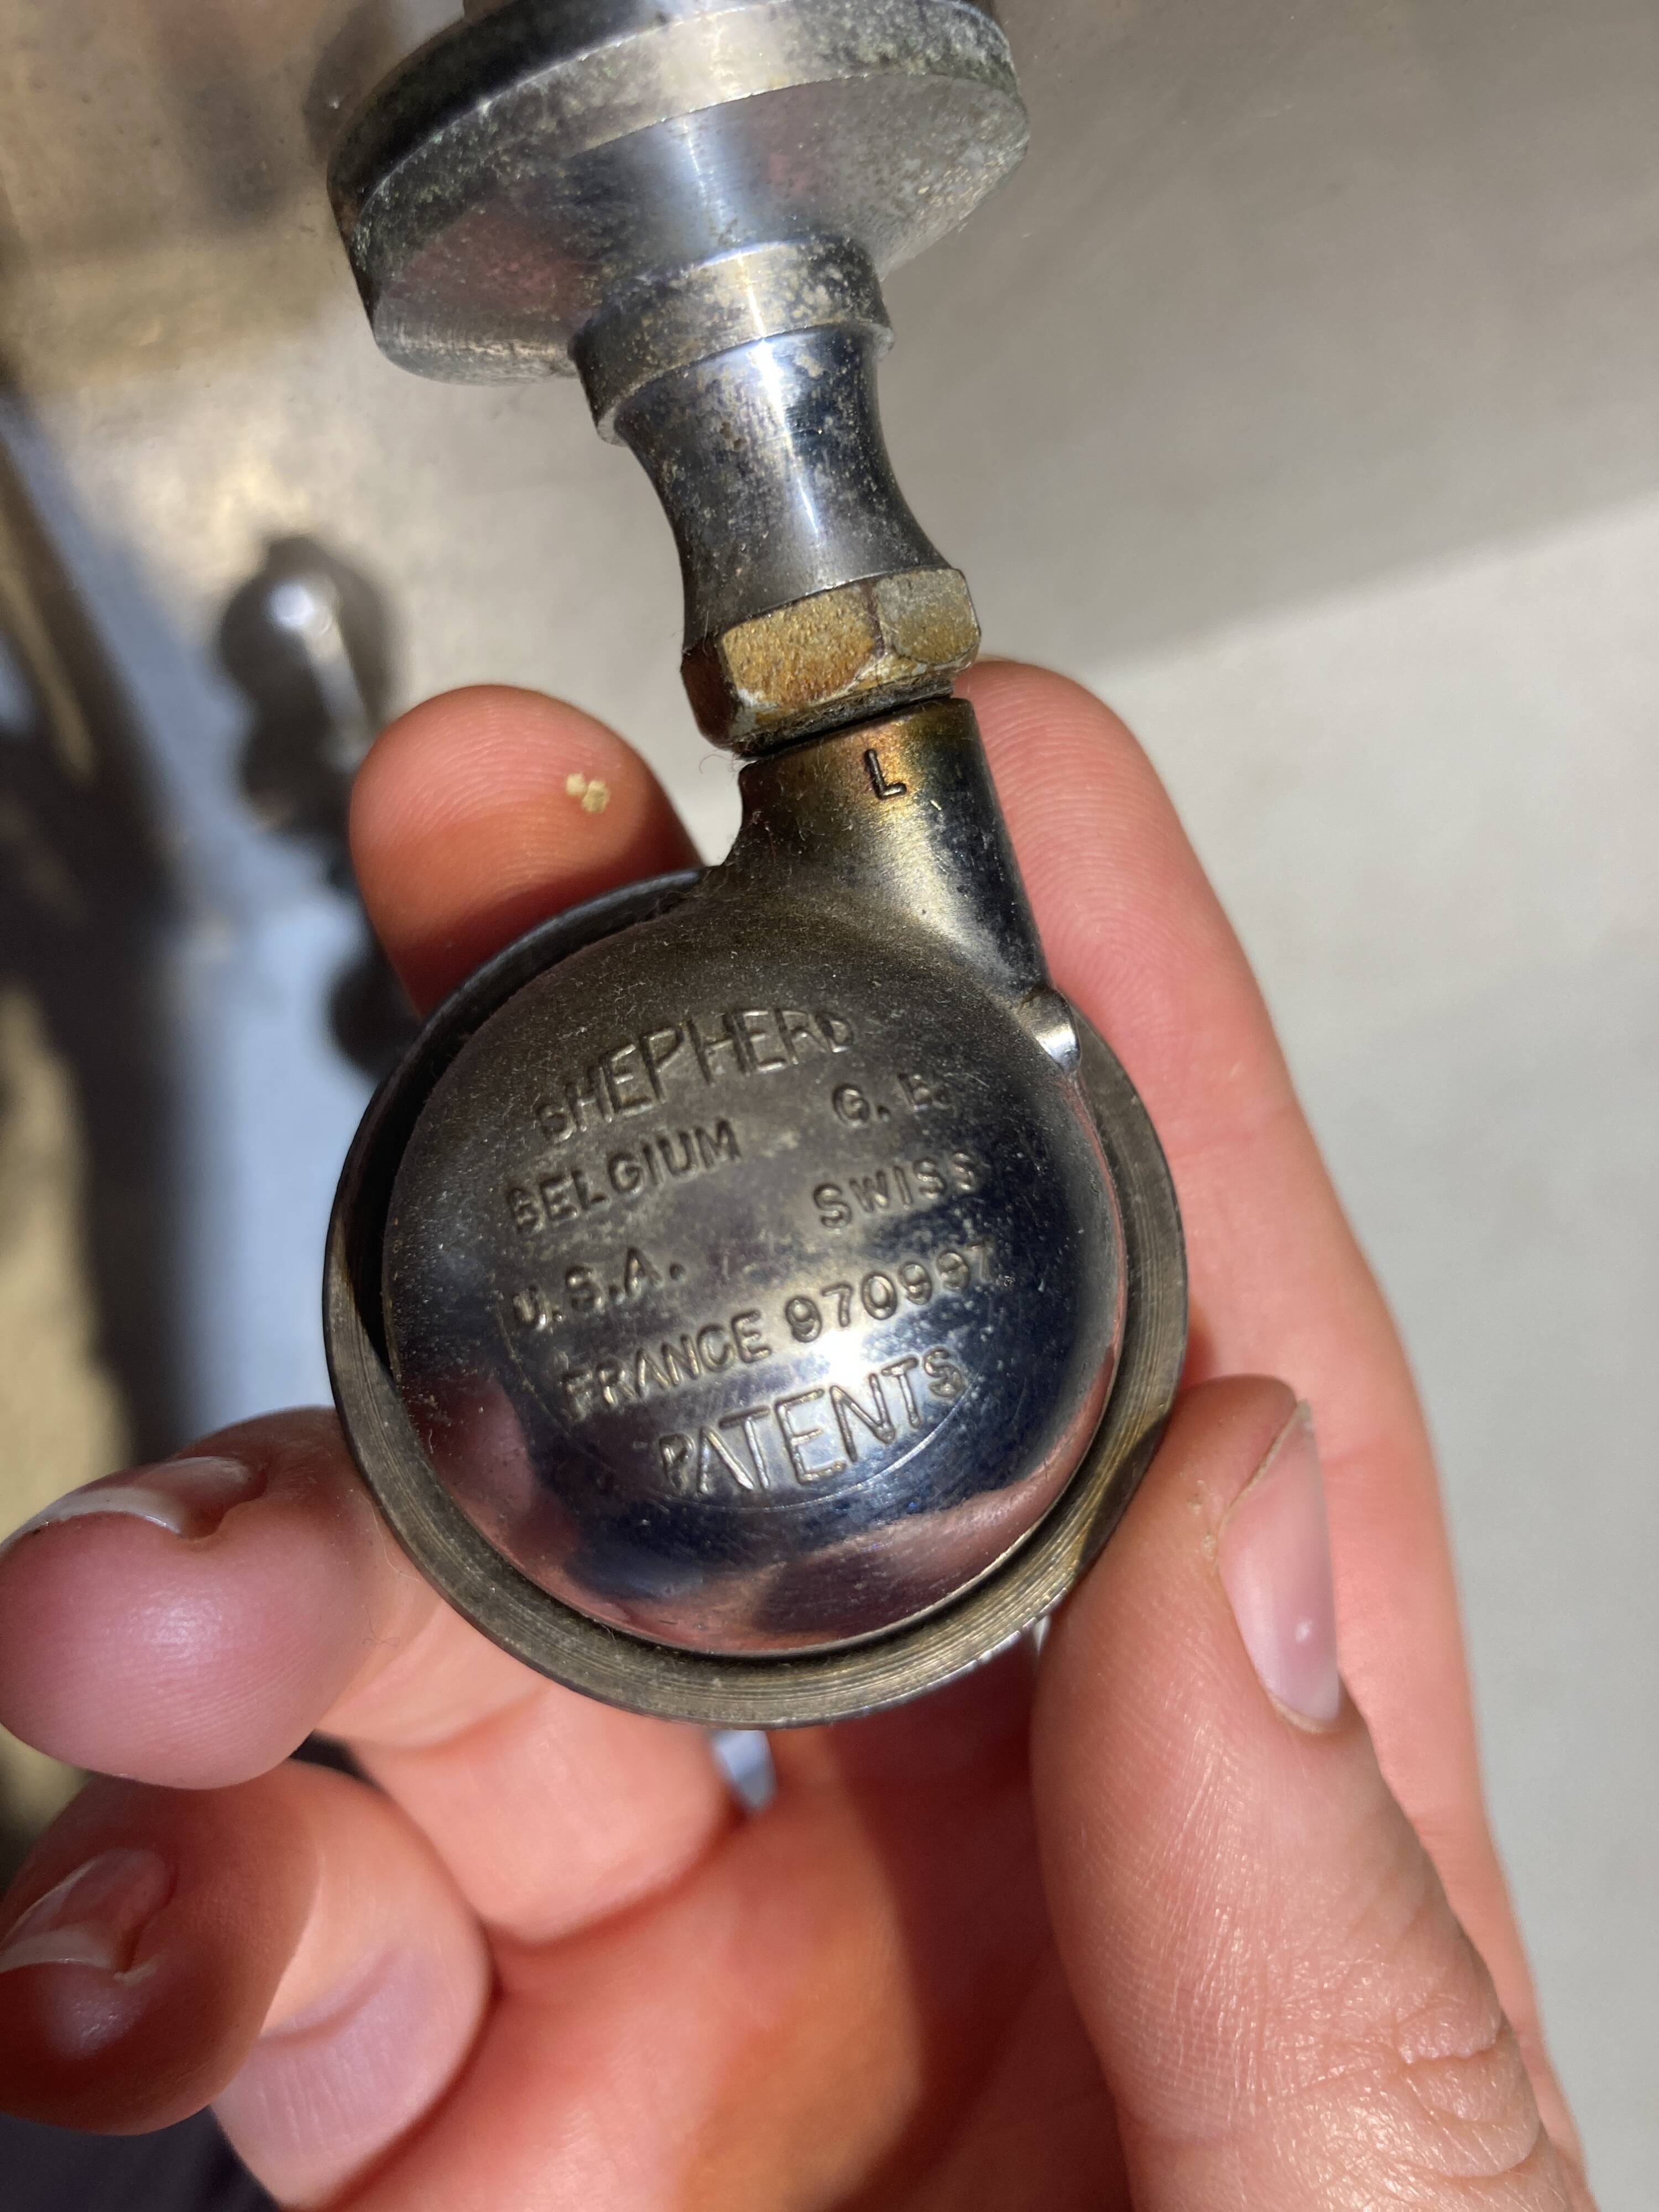 L
SHEPHERD
BELGIUM G. B.
U.S.A. SWISS
FRANCE 970997
PATENTS